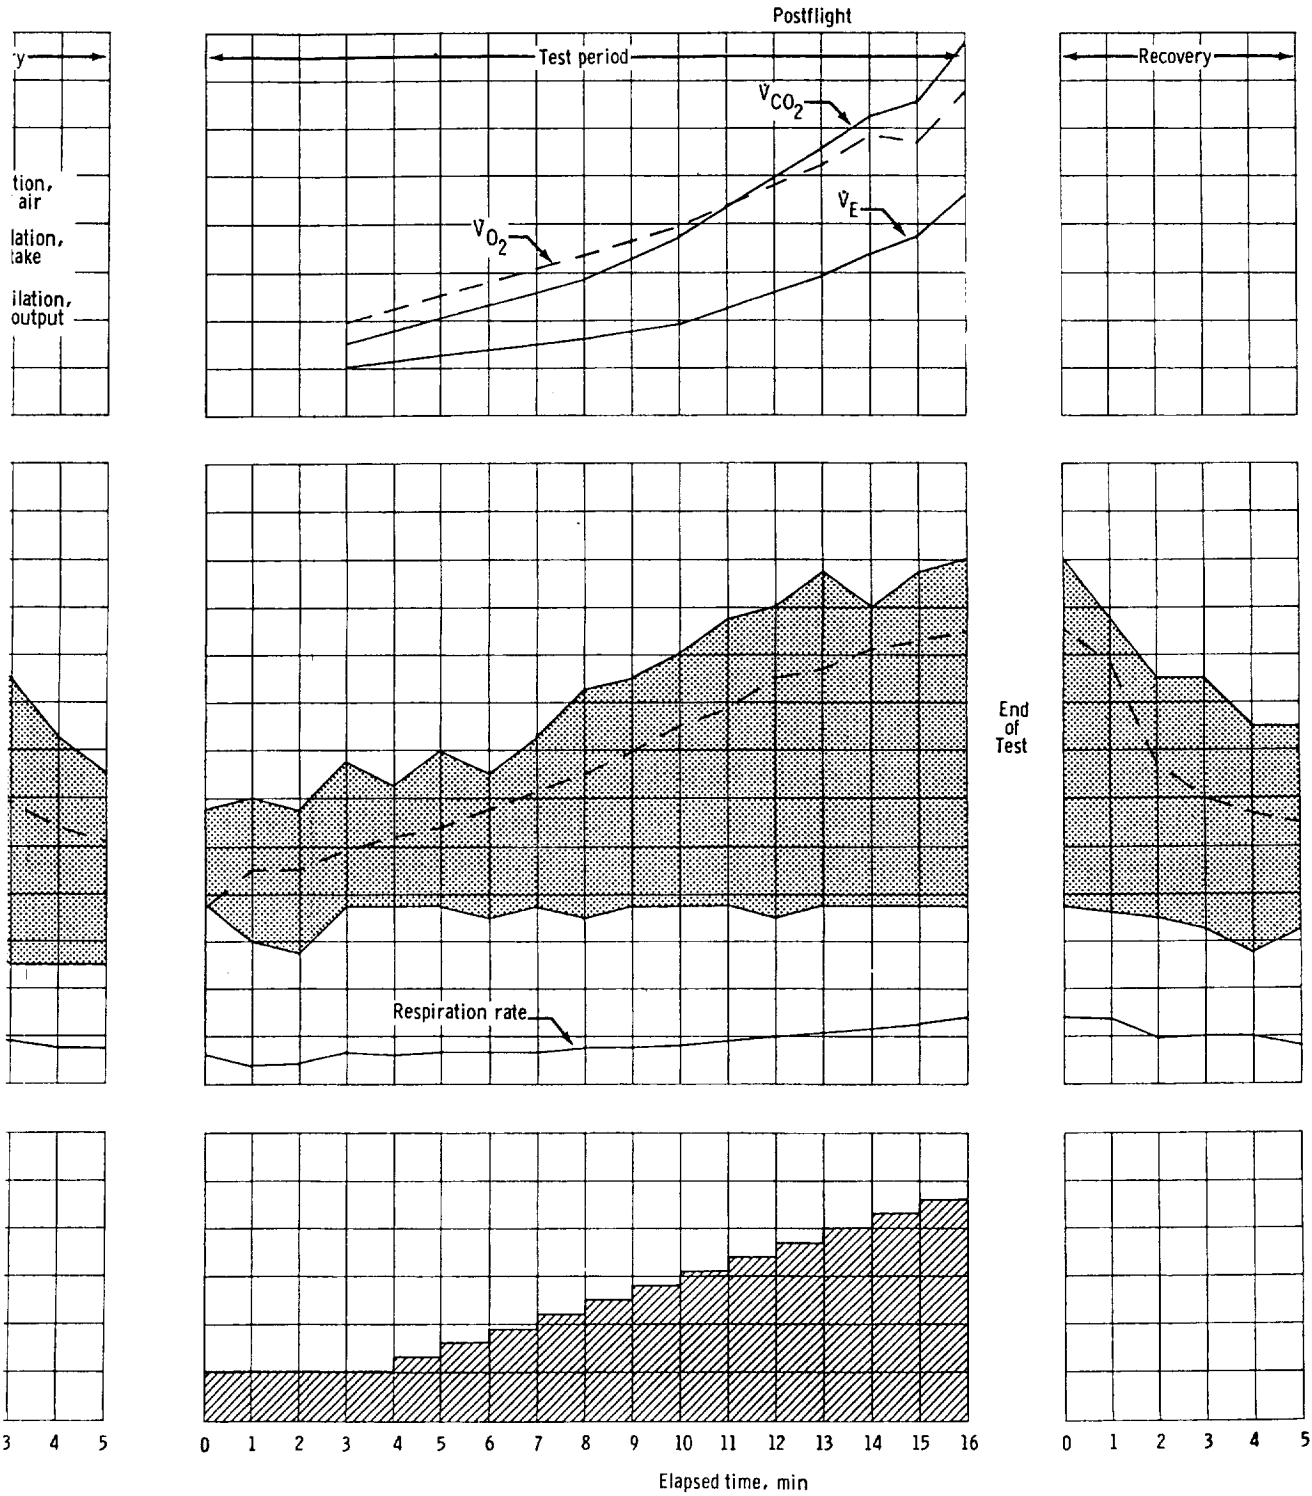 Postflight
y
Test period
Recovery
V̇CO2
tion,
air
V̇E
lation,
take
V̇O2
ilation,
output
End
of
Test
Respiration rate
3 4 5 0 1 2 3 4 5 6 7 8 9 10 11 12 13 14 15 16 0 1 2 3 4 5
Elapsed time, min